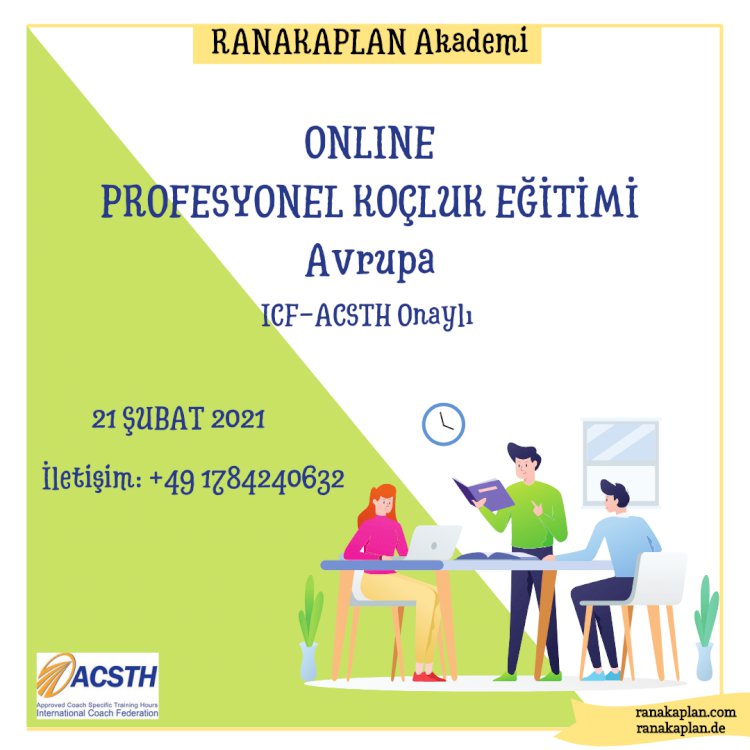 RANAKAPLAN Akademi
ONLINE
PROFESYONEL KOÇLUK EĞİTİMİ
Avrupa
ICF-ACSTH Onaylı
21 ŞUBAT 2021
İletişim: +49 1784240632
ACSTH
Approved Coach Specific Training Hours
International Coach Federation
ranakaplan.com
ranakaplan.de